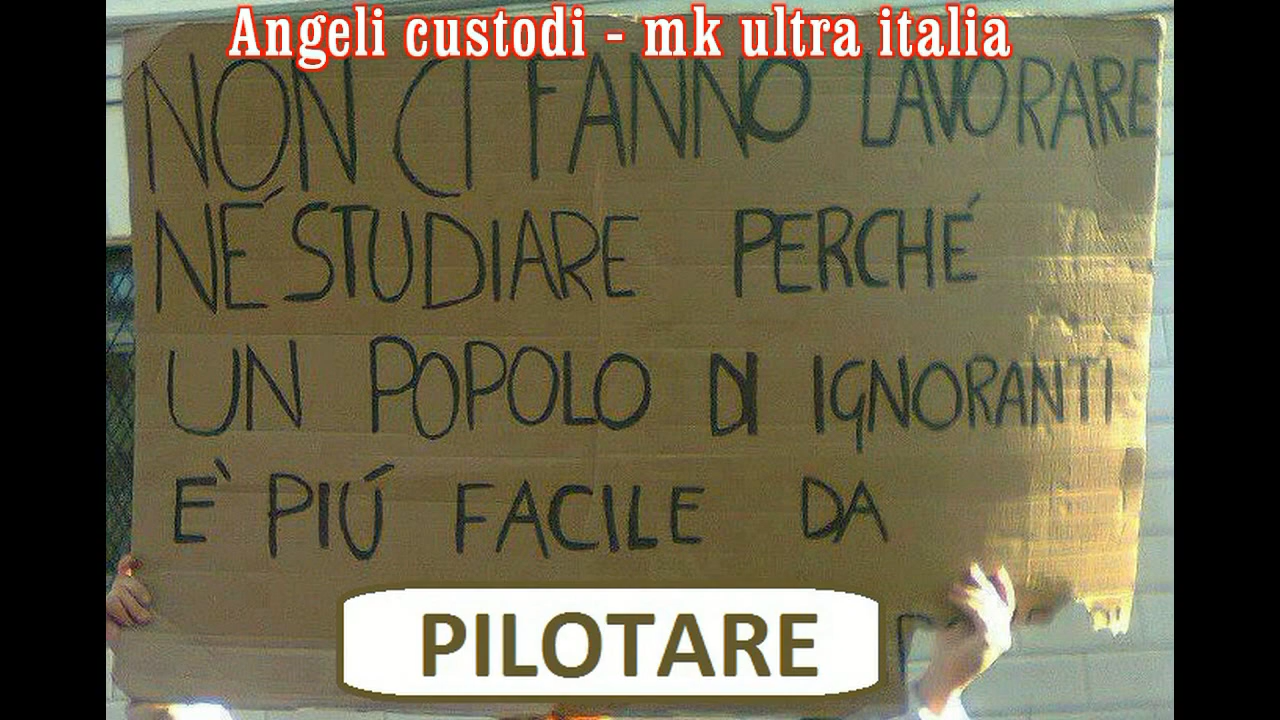 Angeli custodi - mk ultra italia
NON CI FANNO LAVORARE
NÉ STUDIARE PERCHÉ
UN POPOLO DI IGNORANTI
E' PIÚ FACILE DA
PILOTARE